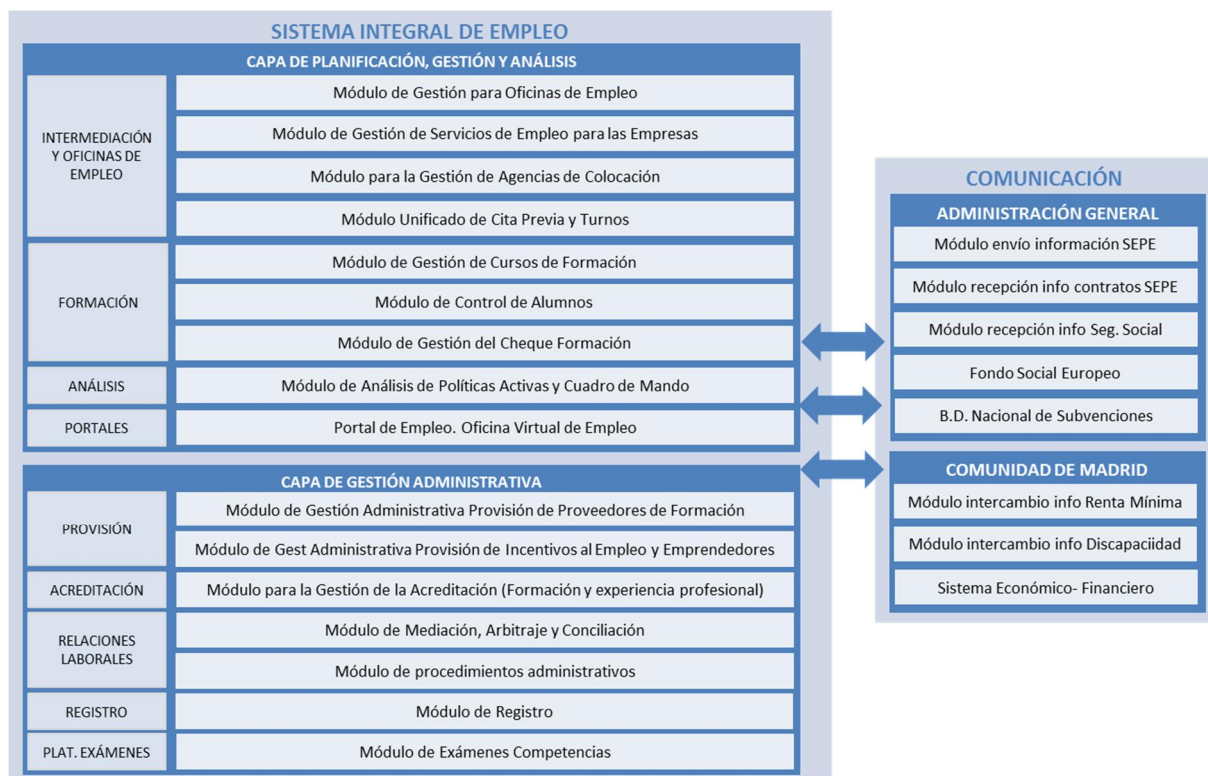 SISTEMA INTEGRAL DE EMPLEO
CAPA DE PLANIFICACIÓN, GESTIÓN Y ANÁLISIS
INTERMEDIACIÓN
Y OFICINAS DE
EMPLEO
Módulo de Gestión para Oficinas de Empleo
Módulo de Gestión de Servicios de Empleo para las Empresas
Módulo para la Gestión de Agencias de Colocación
Módulo Unificado de Cita Previa y Turnos
FORMACIÓN
Módulo de Gestión de Cursos de Formación
Módulo de Control de Alumnos
Módulo de Gestión del Cheque Formación
ANÁLISIS
Módulo de Análisis de Políticas Activas y Cuadro de Mando
PORTALES
Portal de Empleo. Oficina Virtual de Empleo
CAPA DE GESTIÓN ADMINISTRATIVA
PROVISIÓN
Módulo de Gestión Administrativa Provisión de Proveedores de Formación
Módulo de Gest Administrativa Provisión de Incentivos al Empleo y Emprendedores
ACREDITACIÓN
Módulo para la Gestión de la Acreditación (Formación y experiencia profesional)
RELACIONES
LABORALES
Módulo de Mediación, Arbitraje y Conciliación
Módulo de procedimientos administrativos
REGISTRO
Módulo de Registro
PLAT. EXÁMENES
Módulo de Exámenes Competencias
COMUNICACIÓN
ADMINISTRACIÓN GENERAL
Módulo envío información SEPE
Módulo recepción info contratos SEPE
Módulo recepción info Seg. Social
Fondo Social Europeo
B.D. Nacional de Subvenciones
COMUNIDAD DE MADRID
Módulo intercambio info Renta Mínima
Módulo intercambio info Discapaciidad
Sistema Económico- Financiero